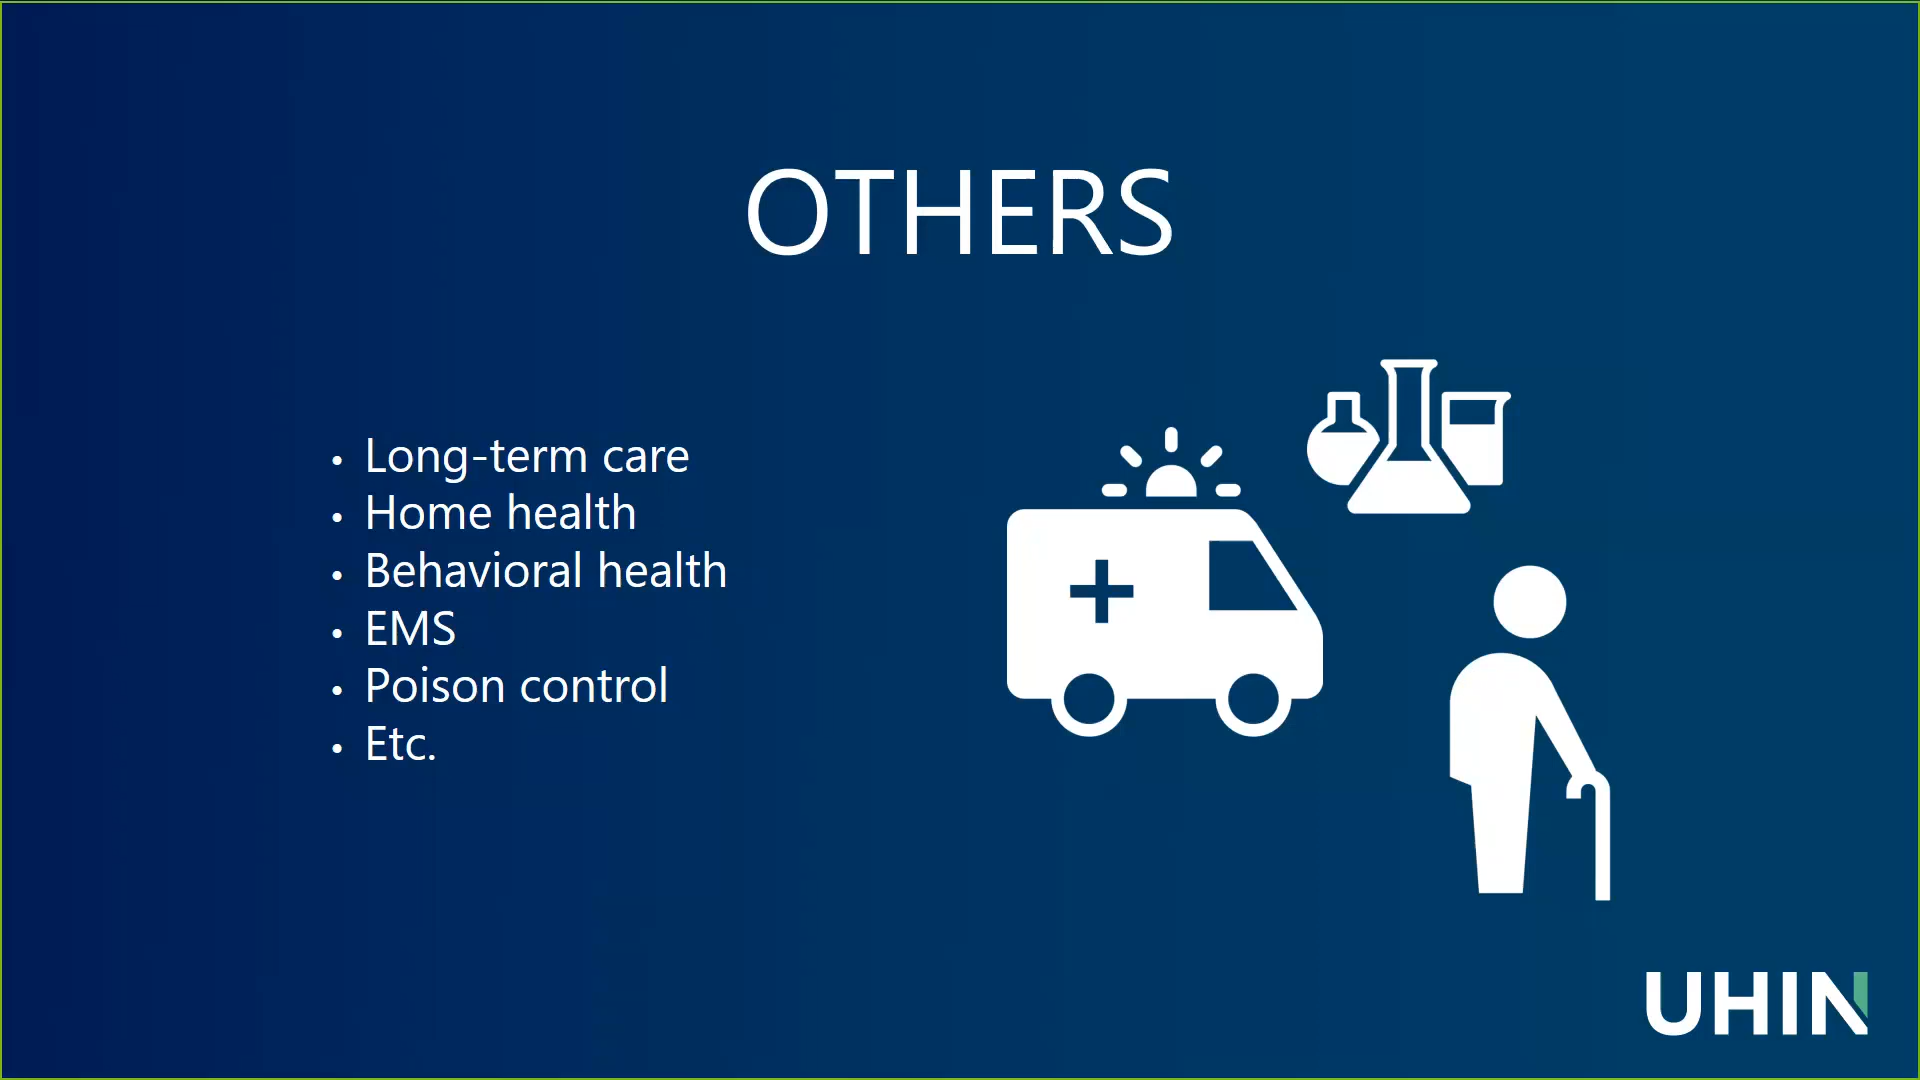 OTHERS
• Long-term care
• Home health
• Behavioral health
• EMS
• Poison control
• Etc.
UHIN